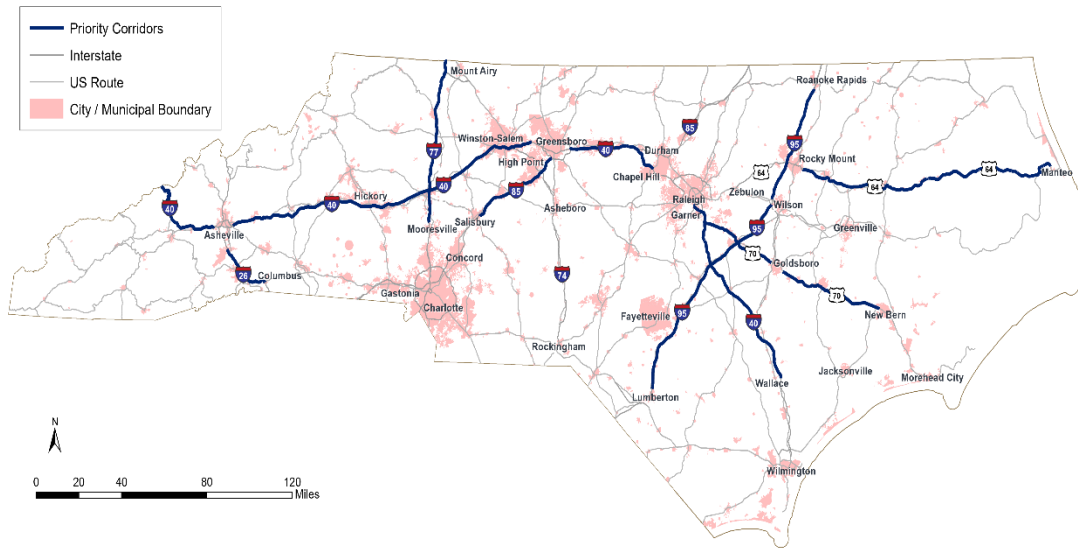 Priority Corridors
Interstate
US Route
City / Municipal Boundary
Mount Airy
Roanoke Rapids
85
Winston-Salem
Greensboro
77
40
Durham
95
High Point
Rocky Mount
64
64
64
Manteo
Chapel Hill
40
85
Zebulon
Hickory
40
40
Raleigh
Wilson
Asheboro
Garner
Salisbury
Mooresville
95
Greenville
Asheville
70
Concord
Goldsboro
26
Columbus
74
Gastonia
70
Charlotte
Fayetteville
95
40
New Bern
Rockingham
Jacksonville
Morehead City
Wallace
Lumberton
N
Wilmington
0 20 40 80 120
Miles